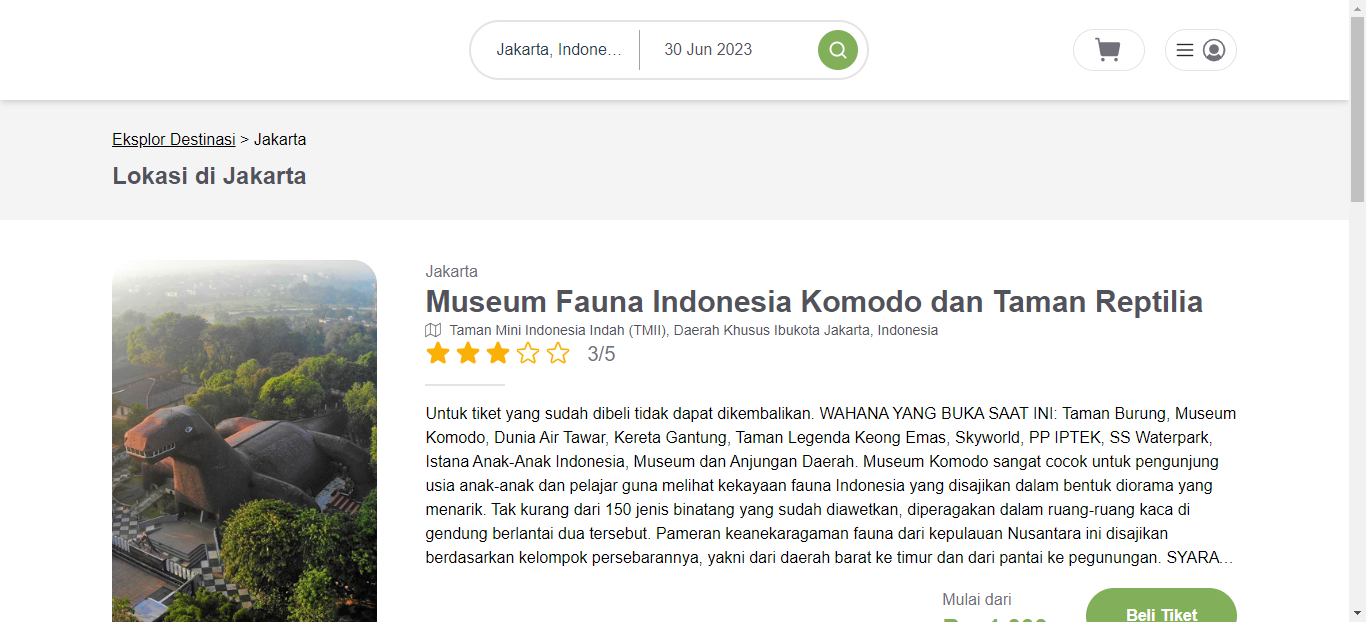 Jakarta, Indone...
30 Jun 2023
Eksplor Destinasi > Jakarta
Lokasi di Jakarta
Jakarta
Museum Fauna Indonesia Komodo dan Taman Reptilia
Taman Mini Indonesia Indah (TMII), Daerah Khusus Ibukota Jakarta, Indonesia
3/5
Untuk tiket yang sudah dibeli tidak dapat dikembalikan. WAHANA YANG BUKA SAAT INI: Taman Burung, Museum
Komodo, Dunia Air Tawar, Kereta Gantung, Taman Legenda Keong Emas, Skyworld, PP IPTEK, SS Waterpark,
Istana Anak-Anak Indonesia, Museum dan Anjungan Daerah. Museum Komodo sangat cocok untuk pengunjung
usia anak-anak dan pelajar guna melihat kekayaan fauna Indonesia yang disajikan dalam bentuk diorama yang
menarik. Tak kurang dari 150 jenis binatang yang sudah diawetkan, diperagakan dalam ruang-ruang kaca di
gendung berlantai dua tersebut. Pameran keanekaragaman fauna dari kepulauan Nusantara ini disajikan
berdasarkan kelompok persebarannya, yakni dari daerah barat ke timur dan dari pantai ke pegunungan. SYARA...
Mulai dari
Beli Tiket